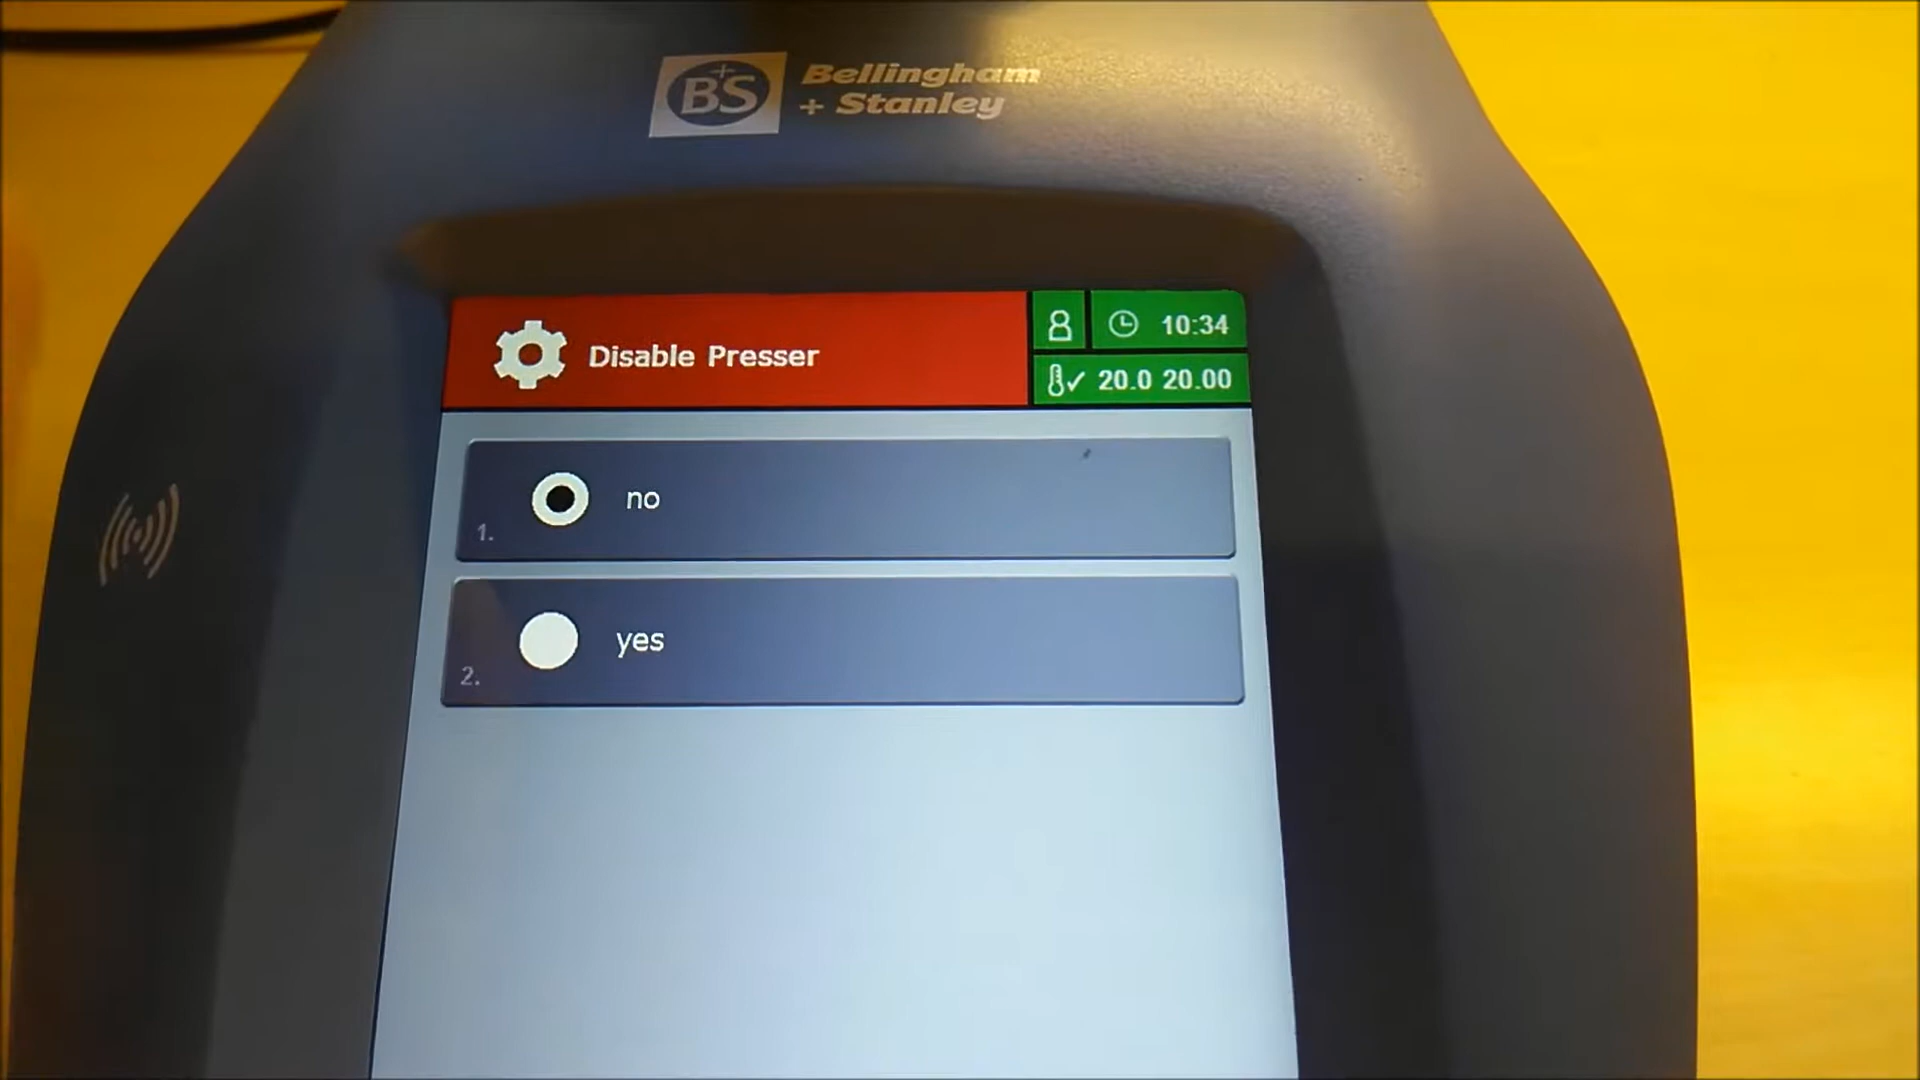 BS
Bellingham
+ Stanley
Disable Presser
10:34
20.0 20.00
no
1.
yes
2.